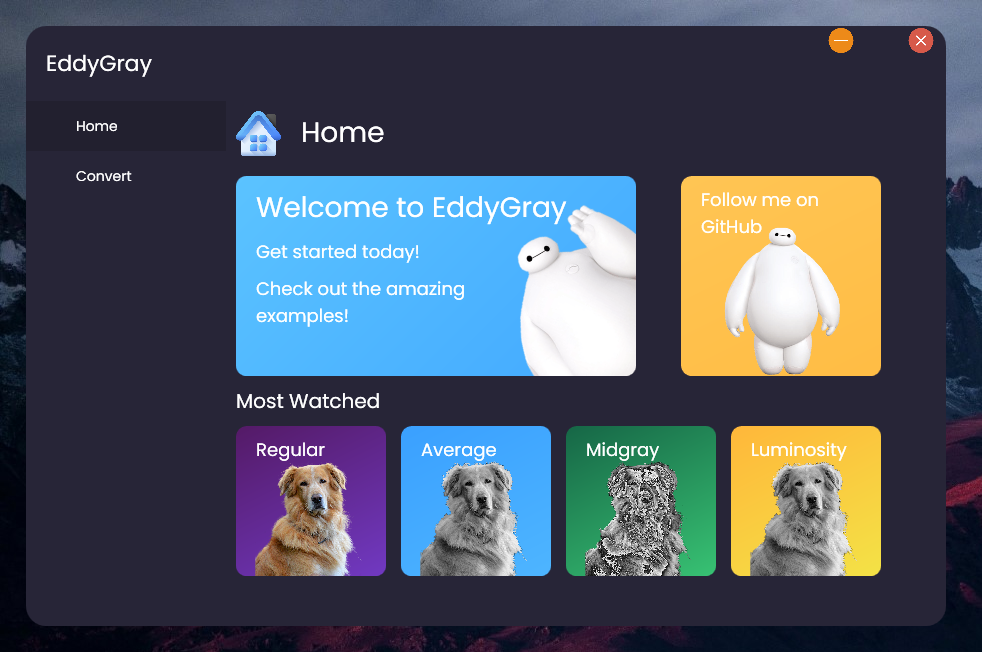 EddyGray
Home
Convert
Home
Welcome to EddyGray
Get started today!
Check out the amazing
examples!
Follow me on
GitHub
Most Watched
Regular
Average
Midgray
Luminosity